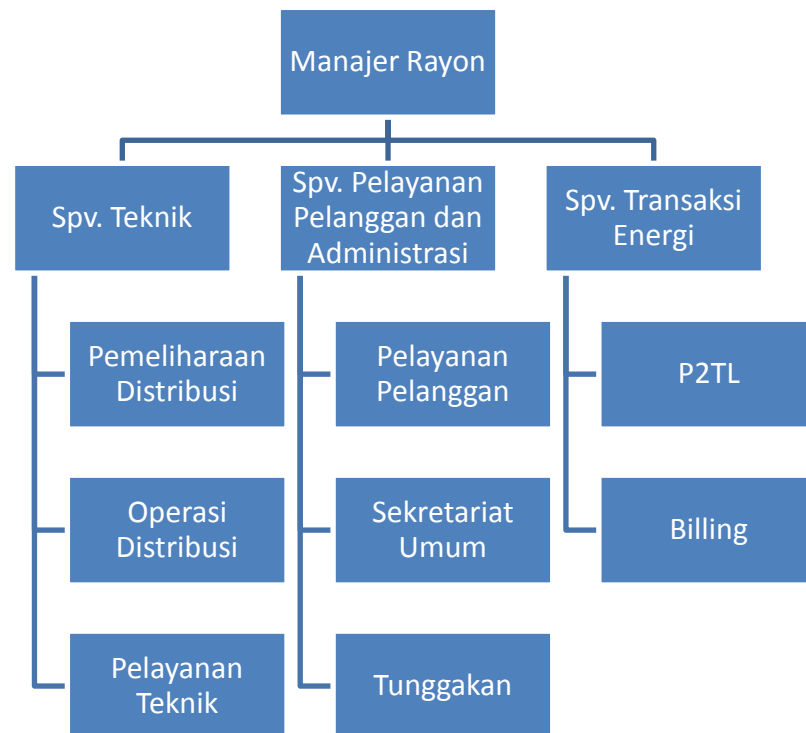 Manajer Rayon
Spv. Teknik
Spv. Pelayanan
Pelanggan dan
Administrasi
Spv. Transaksi
Energi
Pemeliharaan
Distribusi
Operasi
Distribusi
Pelayanan
Teknik
Pelayanan
Pelanggan
Sekretariat
Umum
Tunggakan
P2TL
Billing